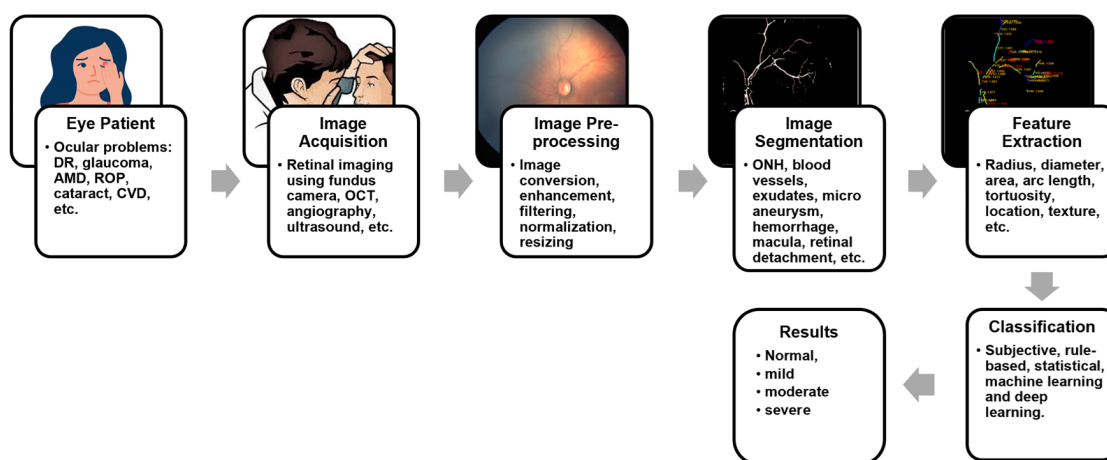 Eye Patient
• Ocular problems:
DR, glaucoma,
AMD, ROP,
cataract, CVD,
etc.
Image
Acquisition
• Retinal imaging
using fundus
camera, OCT,
angiography,
ultrasound, etc.
Image Pre-
processing
• Image
conversion,
enhancement,
filtering,
normalization,
resizing
Image
Segmentation
• ONH, blood
vessels,
exudates, micro
aneurysm,
hemorrhage,
macula, retinal
detachment, etc.
Feature
Extraction
• Radius, diameter,
area, arc length,
tortuosity,
location, texture,
etc.
Classification
• Subjective, rule-
based, statistical,
machine learning
and deep
learning.
Results
• Normal,
• mild
• moderate
• severe